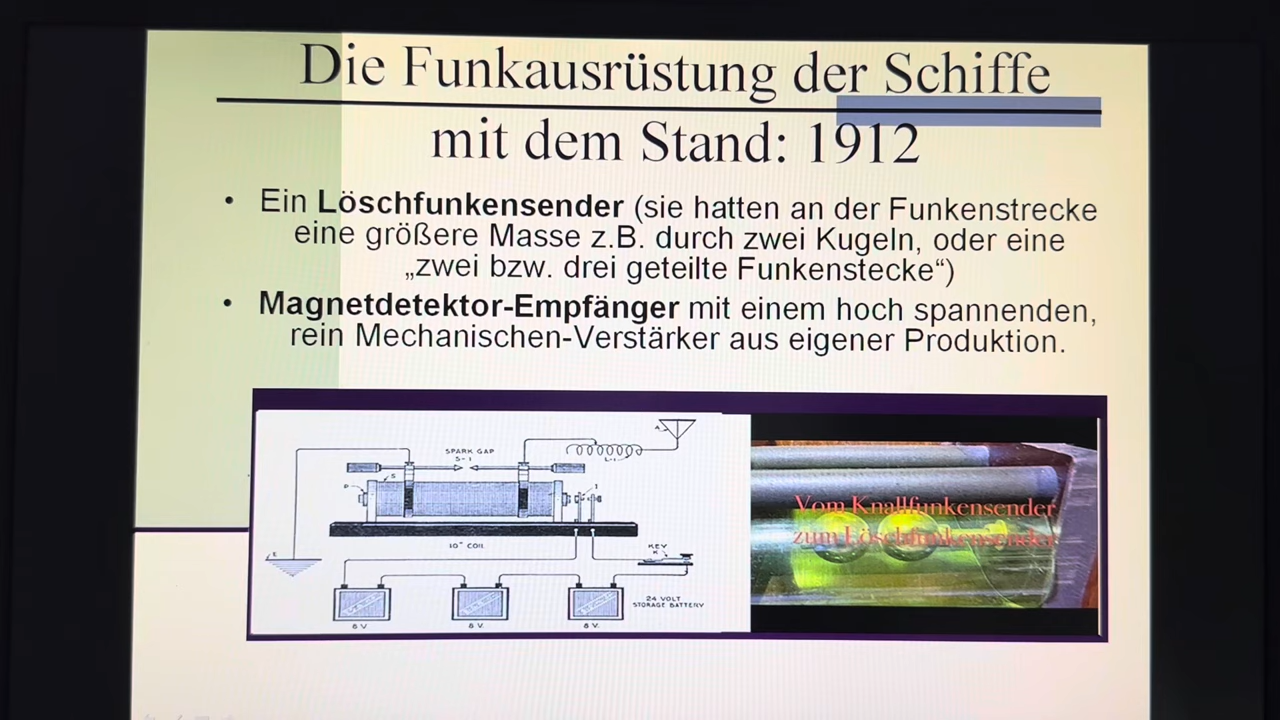 Die Funkausrüstung der Schiffe
mit dem Stand: 1912
• Ein Löschfunkensender (sie hatten an der Funkenstrecke
eine größere Masse z.B. durch zwei Kugeln, oder eine
„zwei bzw. drei geteilte Funkenstecke“)
• Magnetdetektor-Empfänger mit einem hoch spannenden,
rein Mechanischen-Verstärker aus eigener Produktion.
A
SPARK GAP
S-1
L-1
P
S
I
10" COIL
E
KEY
K
24 VOLT
STORAGE BATTERY
8 V.
8 V.
8 V.
Vom Knallfunkensender
zum Löschfunkensender